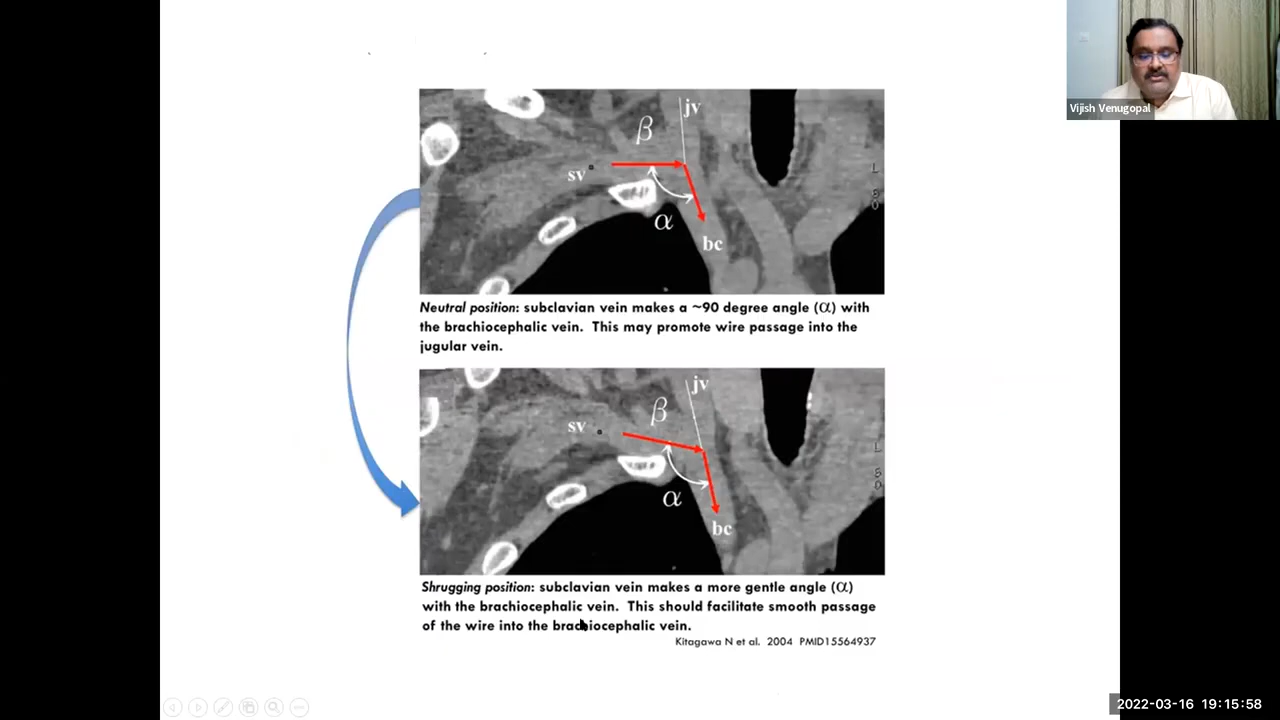 Vijish Venugopal
jv
β
sv
α
bc
L
80
Neutral position: subclavian vein makes a ~90 degree angle (α) with
the brachiocephalic vein. This may promote wire passage into the
jugular vein.
jv
β
sv
α
bc
L
Shrugging position: subclavian vein makes a more gentle angle (α)
with the brachiocephalic vein. This should facilitate smooth passage
of the wire into the brachiocephalic vein.
Kitagawa N et al. 2004 PMID15564937
2022-03-16 19:15:58